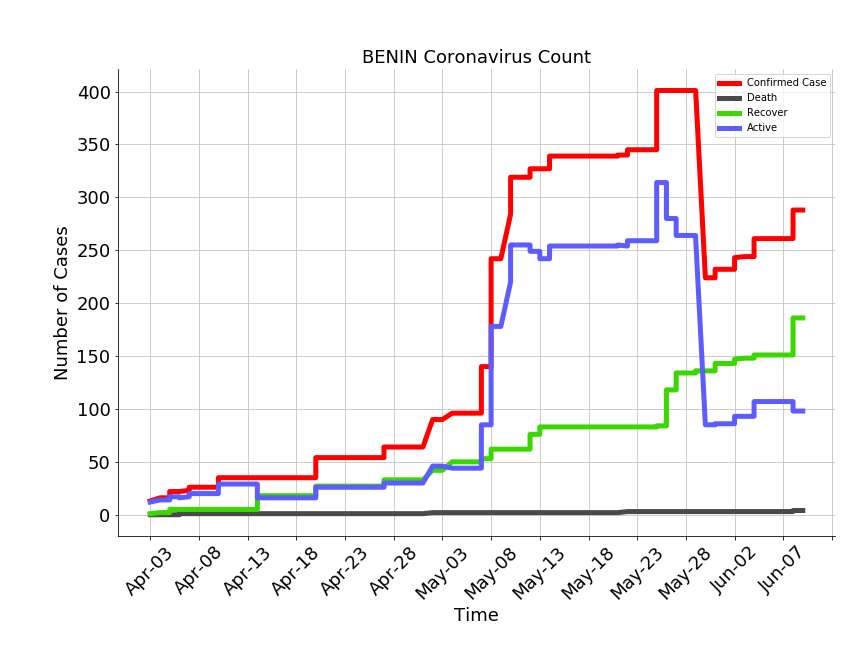 BENIN Coronavirus Count
Confirmed Case
Death
Recover
Active
Number of Cases
400
350
300
250
200
150
100
50
0
Apr-03
Apr-08
Apr-13
Apr-18
Apr-23
Apr-28
May-03
May-08
May-13
May-18
May-23
May-28
Jun-02
Jun-07
Time